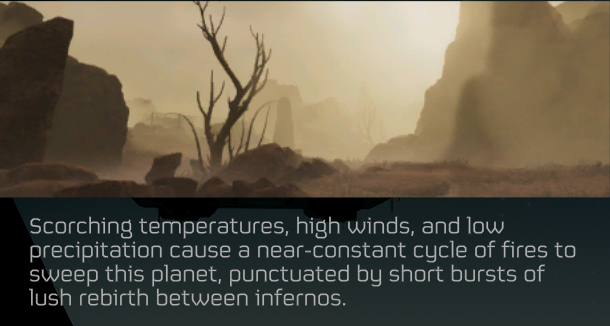 Scorching temperatures, high winds, and low
precipitation cause a near-constant cycle of fires to
sweep this planet, punctuated by short bursts of
lush rebirth between infernos.